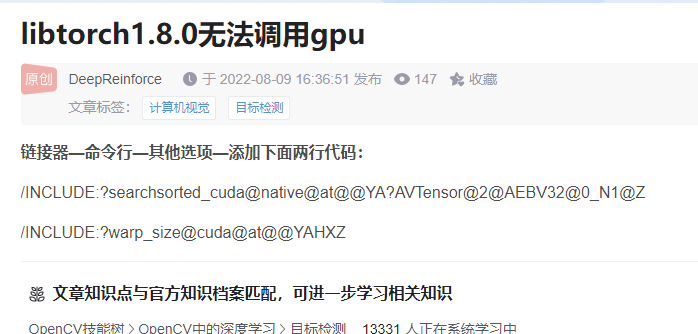 libtorch1.8.0无法调用gpu
原创 DeepReinforce 于 2022-08-09 16:36:51 发布 147 收藏
文章标签： 计算机视觉 目标检测
链接器—命令行—其他选项—添加下面两行代码：
/INCLUDE:?searchsorted_cuda@native@at@@YA?AVTensor@2@AEBV32@0_N1@Z
/INCLUDE:?warp_size@cuda@at@@YAHXZ
文章知识点与官方知识档案匹配，可进一步学习相关知识
OpenCV技能树 > OpenCV中的深度学习 > 目标检测 13331 人正在系统学习中